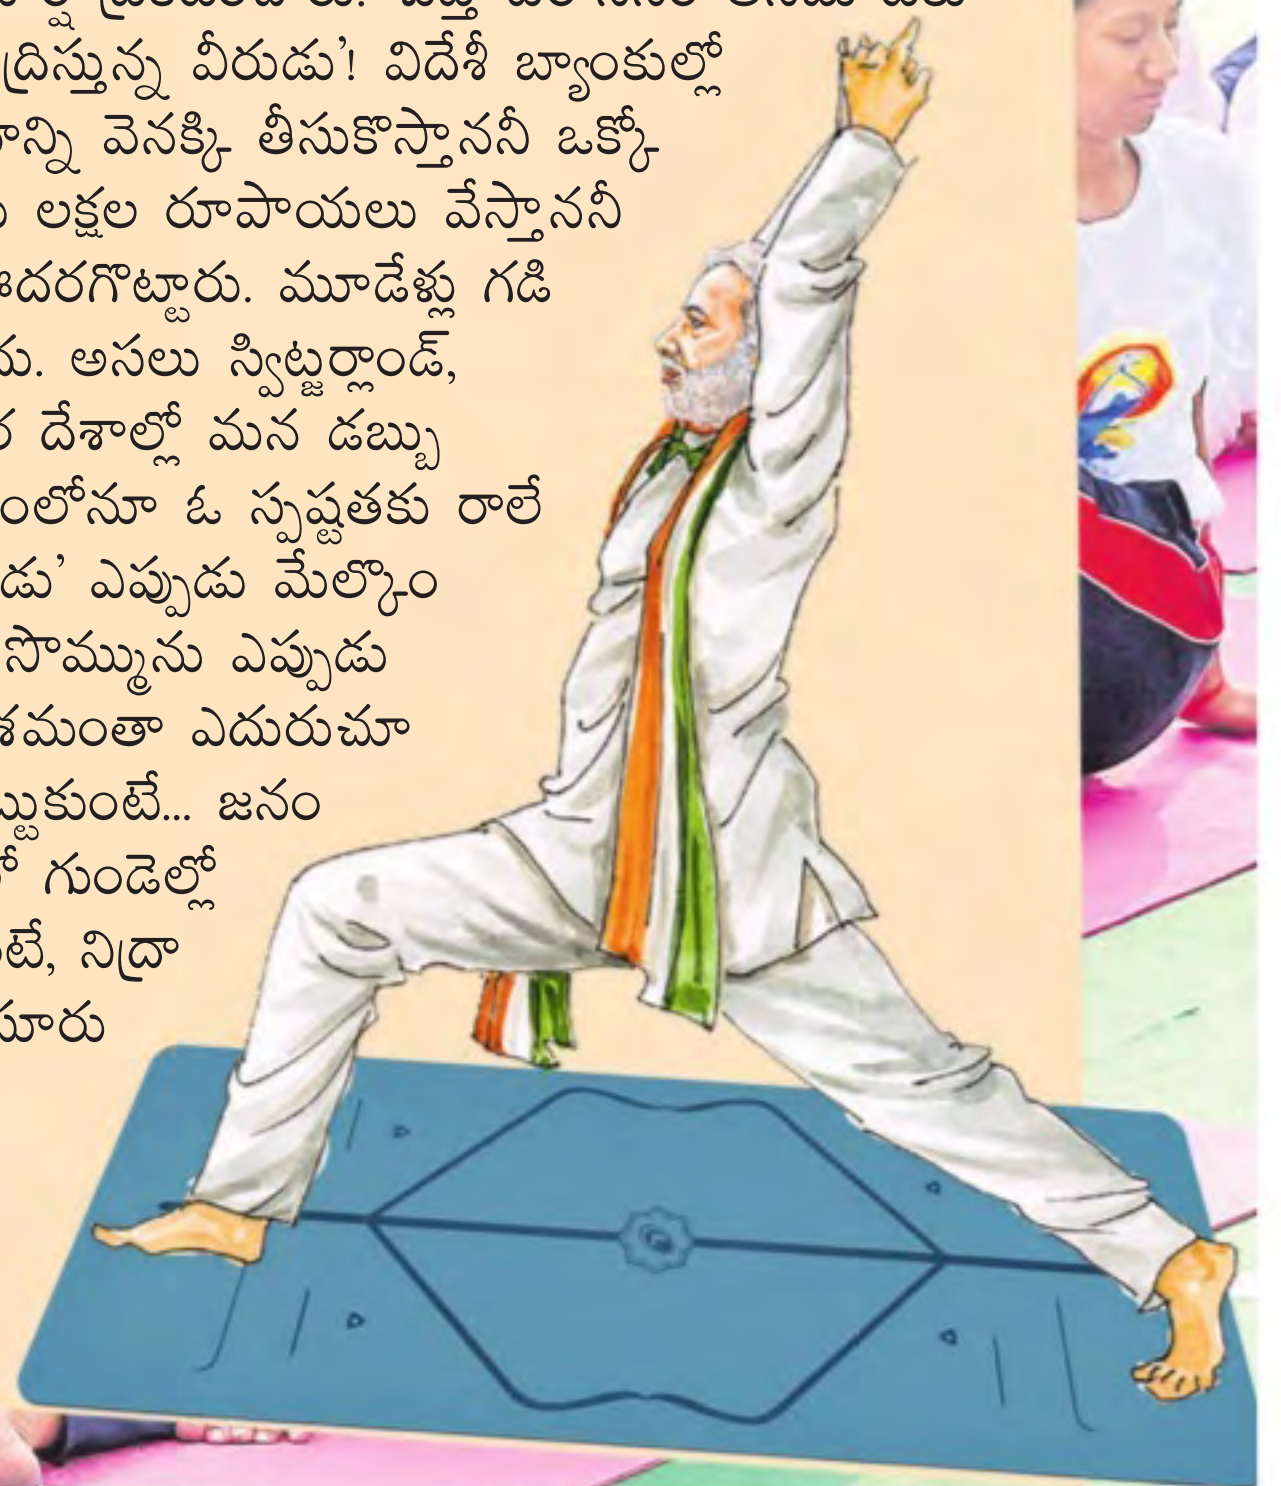 ద్రిస్తున్న వీరుడు’! విదేశీ బ్యాంకుల్లో
వెనక్కి తీసుకొస్తాననీ ఒక్కో
లక్షల రూపాయలు వేస్తాననీ
ఊదరగొట్టారు. మూడేళ్లు గడి
అసలు స్విట్జర్లాండ్,
దేశాల్లో మన డబ్బు
ఓ స్పష్టతకు రాలే
డు’ ఎప్పుడు మేల్కొం
సొమ్మును ఎప్పుడు
శమంతా ఎదురుచూ
జనం
గుండెల్లో
నిద్రా